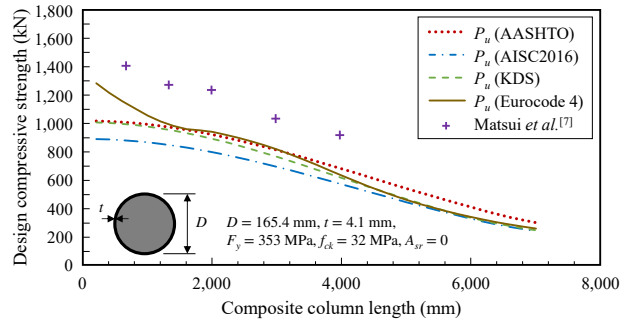 Design compressive strength (kN)
1,800
1,600
1,400
1,200
1,000
800
600
400
200
0
P_u (AASHTO)
P_u (AISC2016)
P_u (KDS)
P_u (Eurocode 4)
Matsui et al.[7]
t
D
D = 165.4 mm, t = 4.1 mm,
F_y = 353 MPa, f_ck = 32 MPa, A_sr = 0
0 2,000 4,000 6,000 8,000
Composite column length (mm)